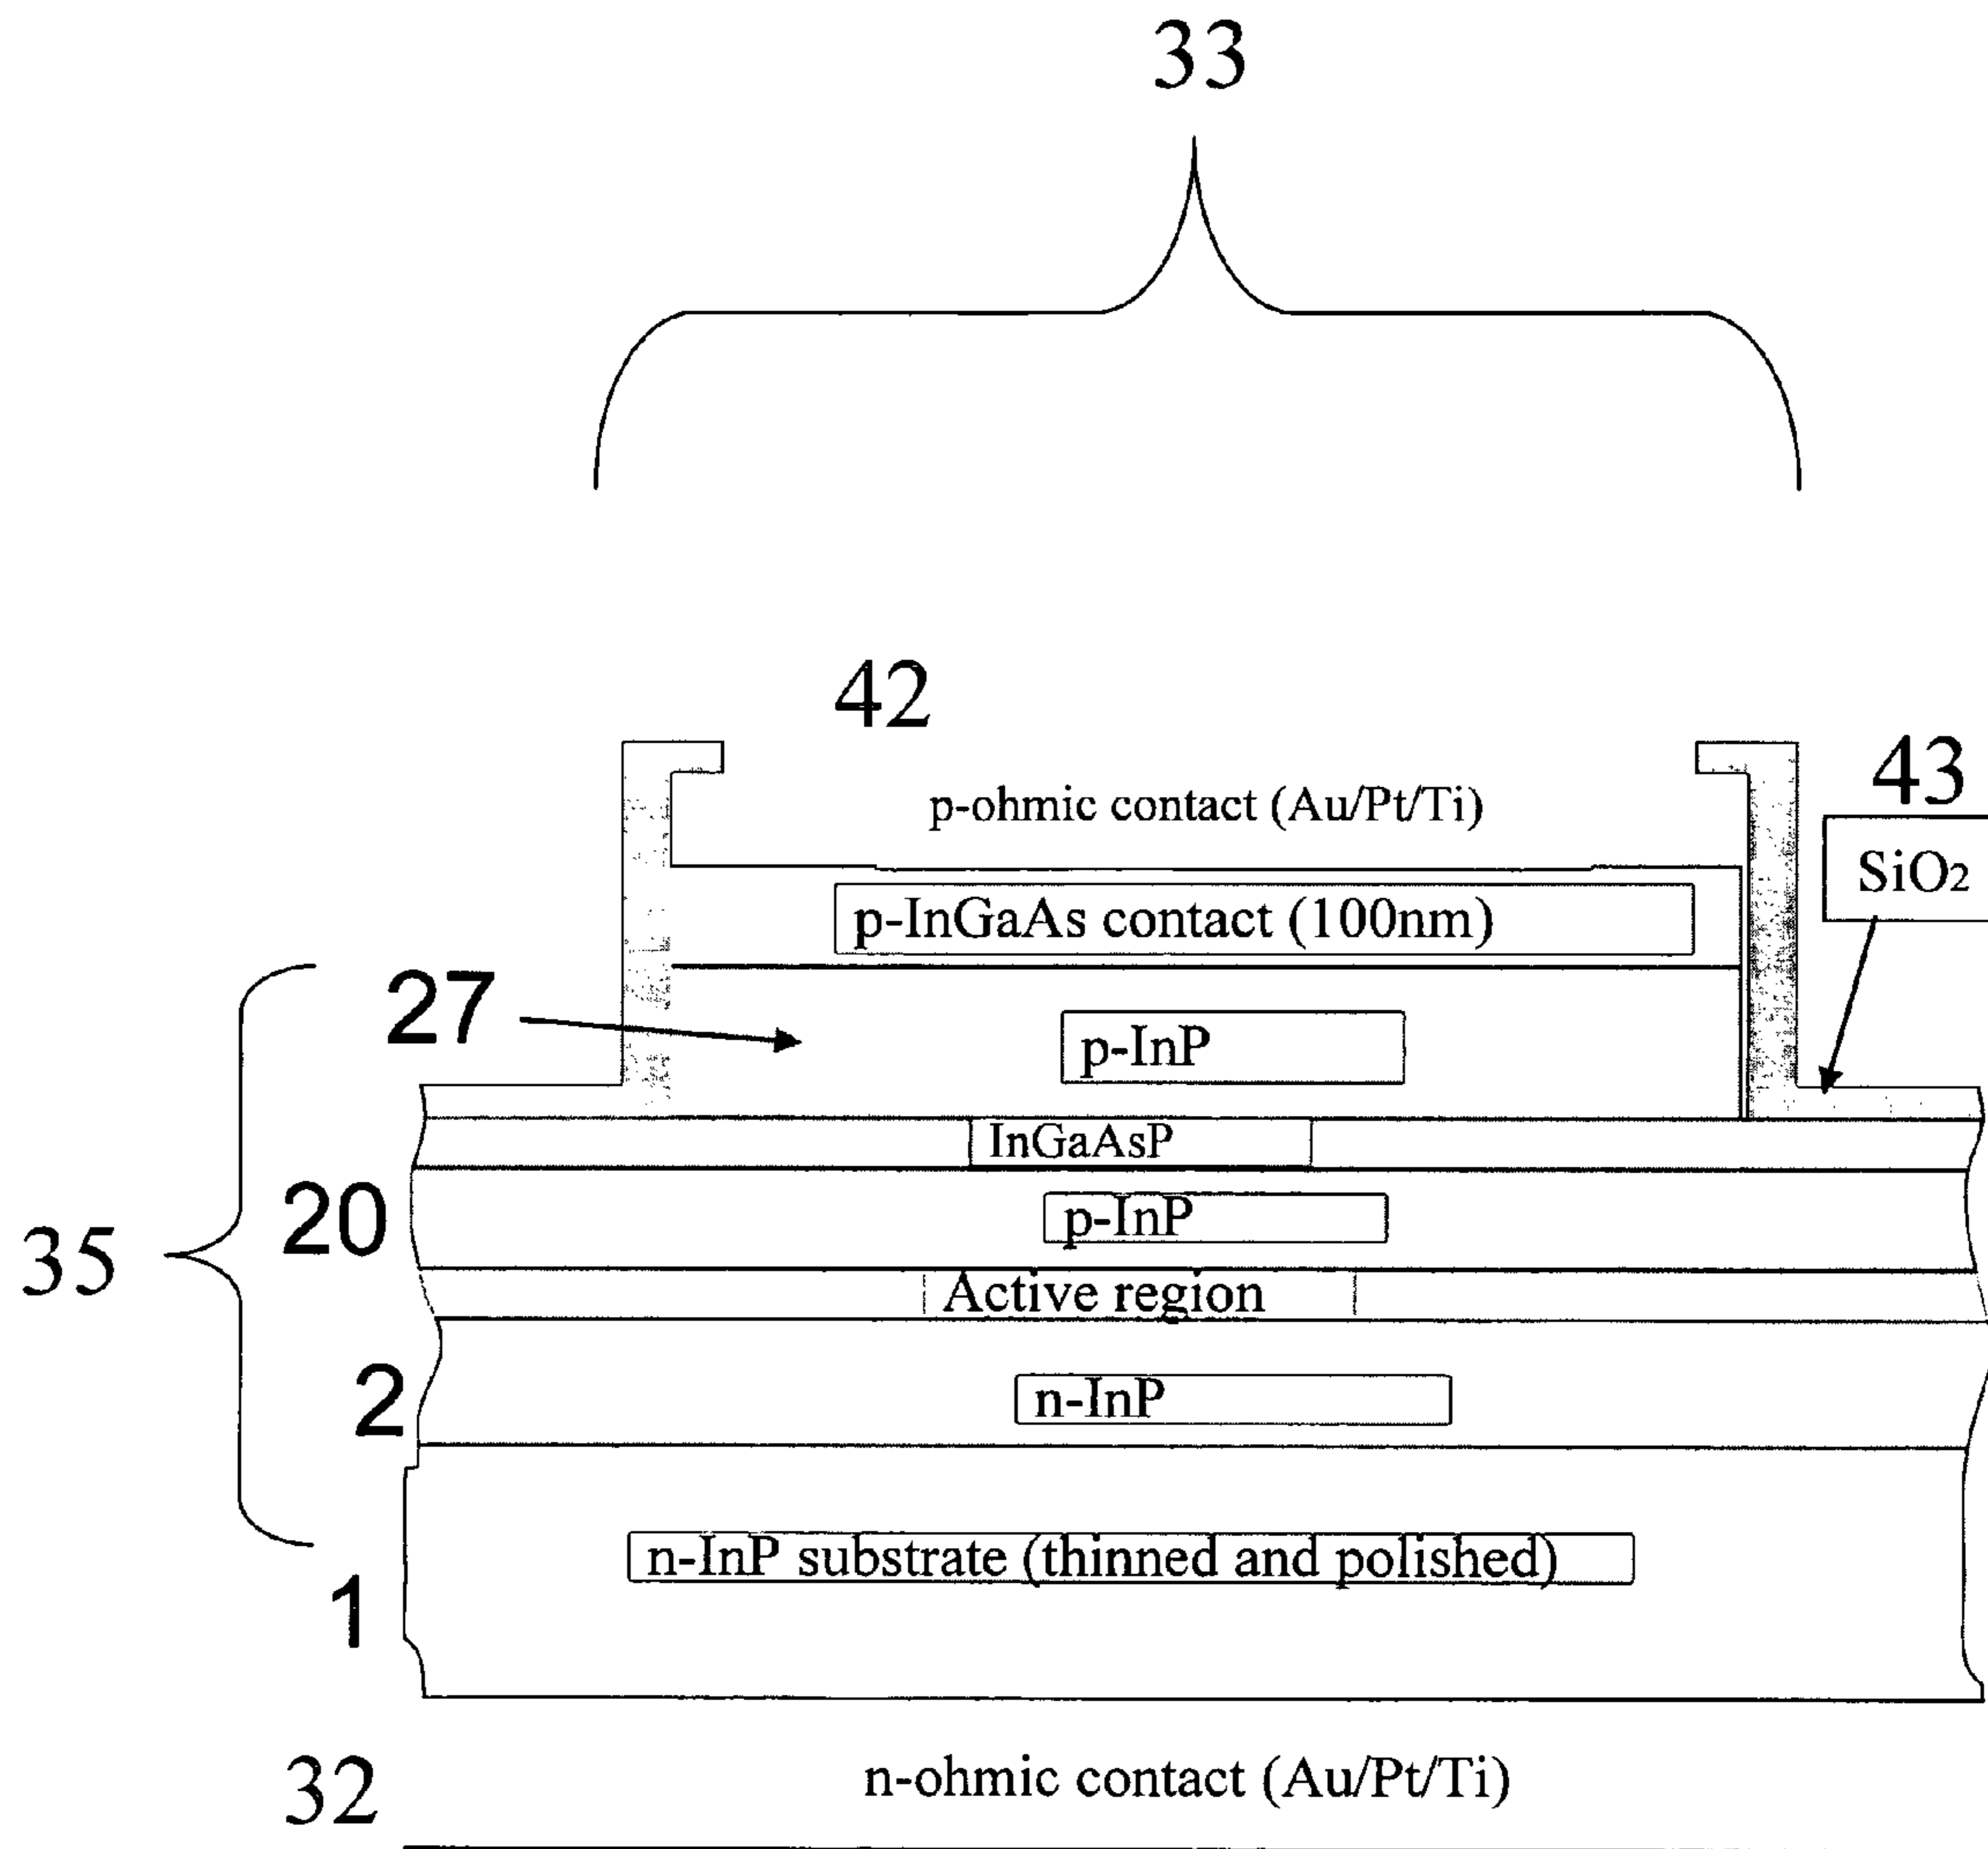 33
42
43
p-ohmic contact (Au/Pt/Ti)
SiO2
p-InGaAs contact (100nm)
27
p-InP
InGaAsP
20
p-InP
35
Active region
2
n-InP
n-InP substrate (thinned and polished)
1
32
n-ohmic contact (Au/Pt/Ti)